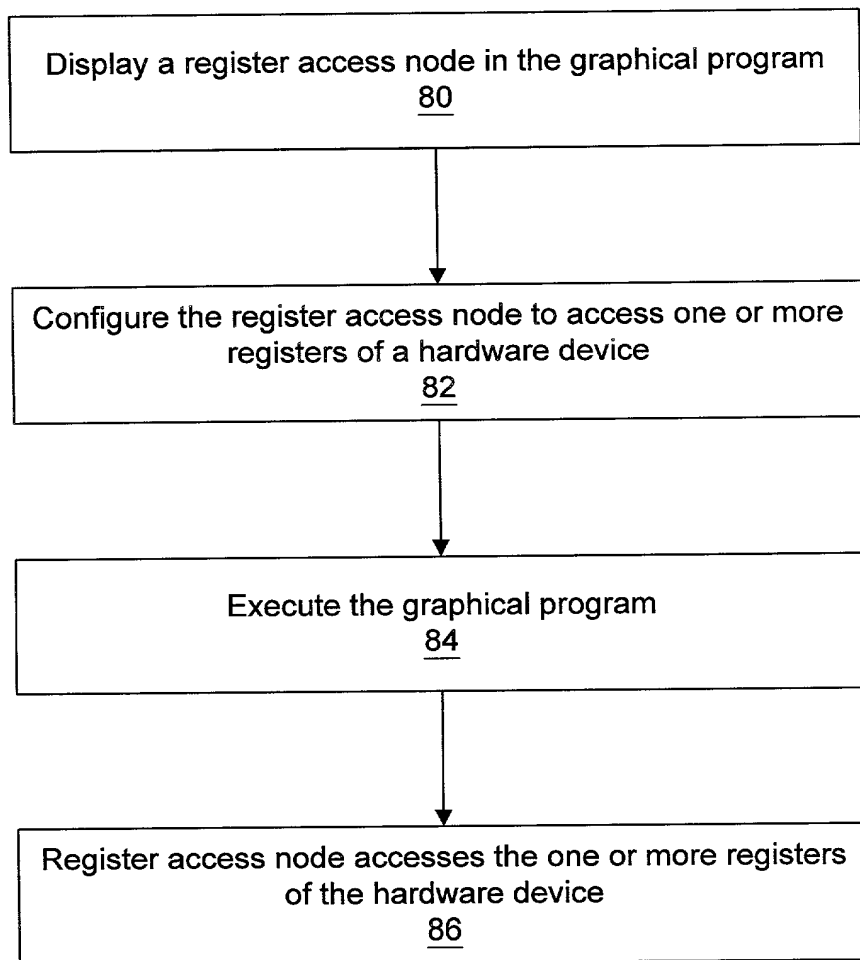 Display a register access node in the graphical program
80
Configure the register access node to access one or more
registers of a hardware device
82
Execute the graphical program
84
Register access node accesses the one or more registers
of the hardware device
86